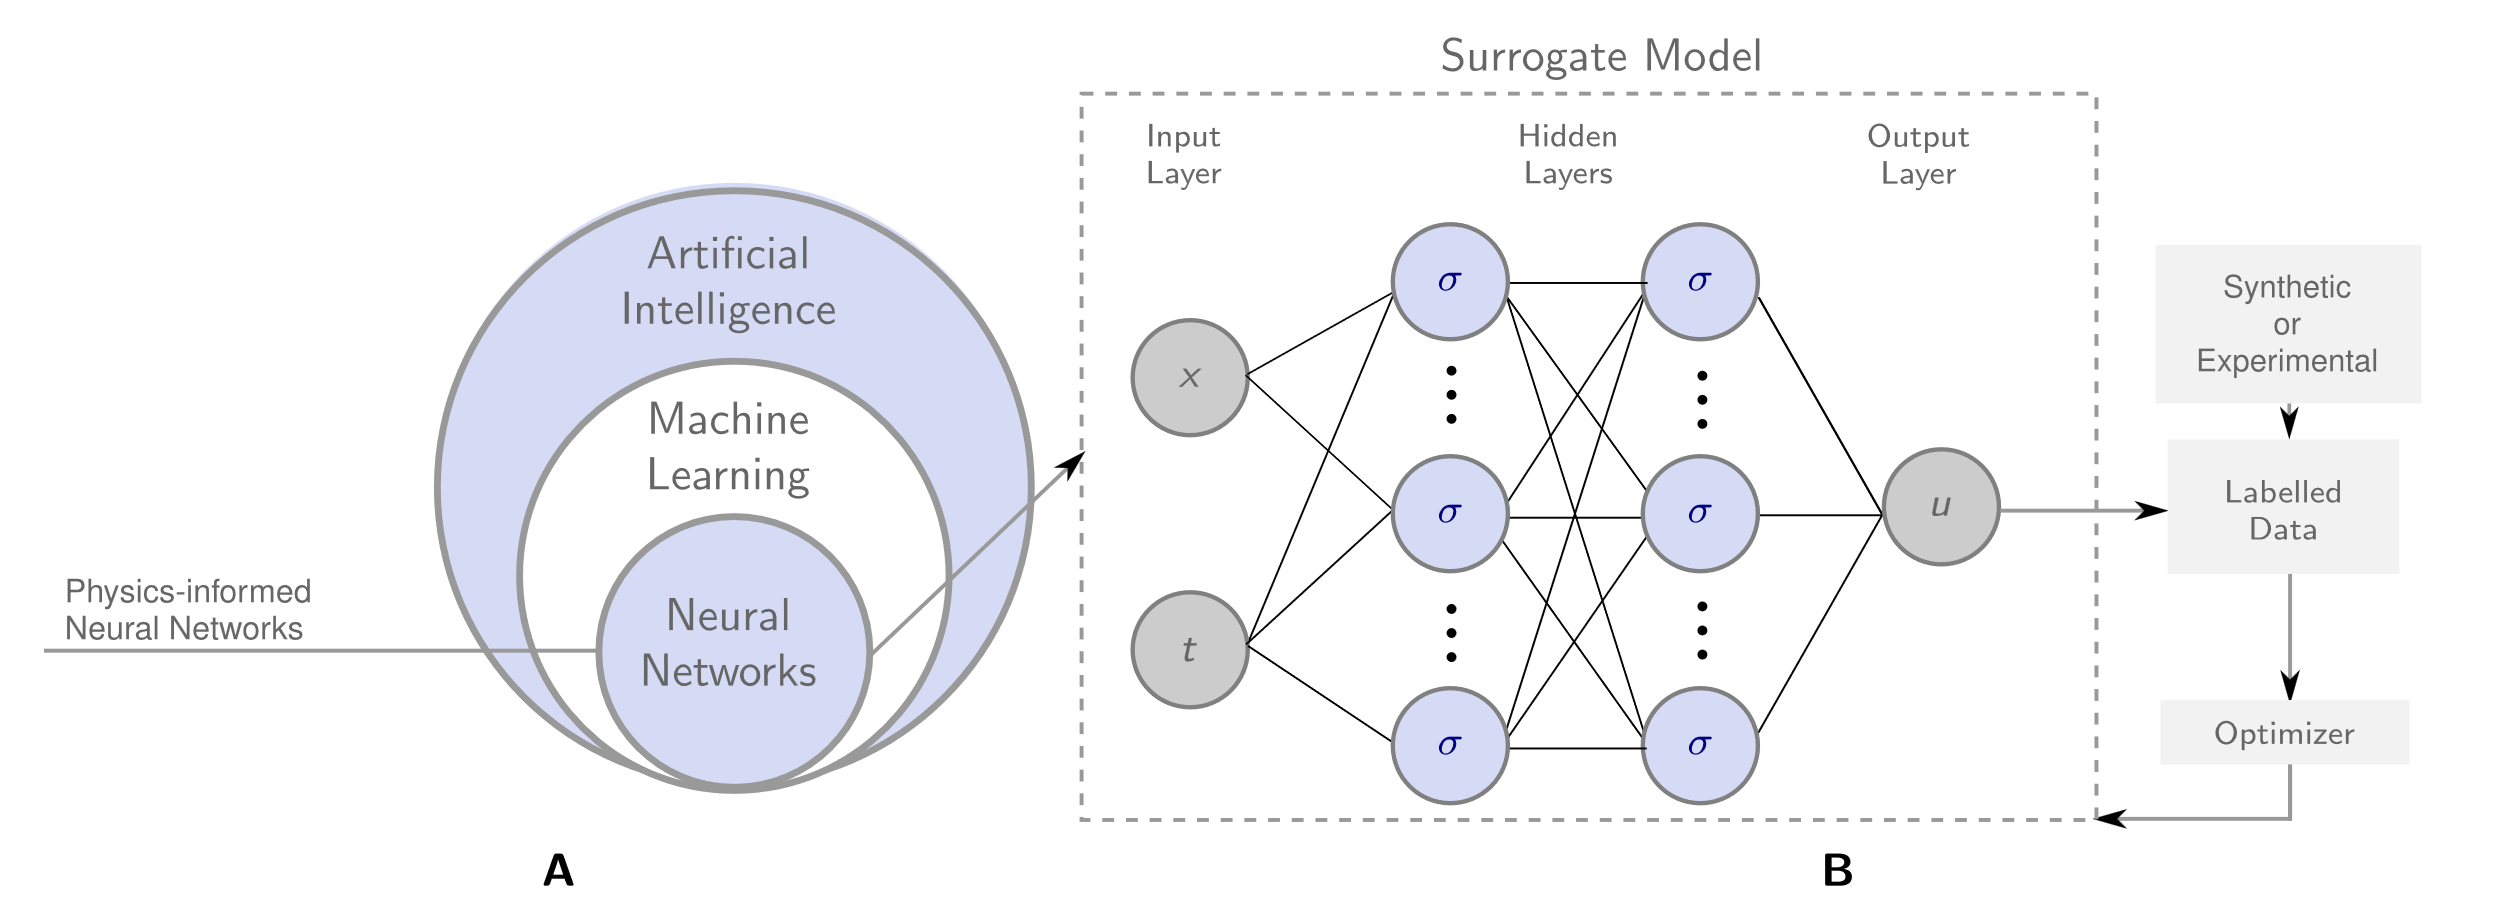 Surrogate Model
Input
Layer
Hidden
Layers
Output
Layer
Artificial
Intelligence
Machine
Learning
Neural
Networks
Physics-informed
Neural Networks
x
t
σ
σ
σ
σ
σ
σ
u
Synthetic
or
Experimental
Labelled
Data
Optimizer
A
B